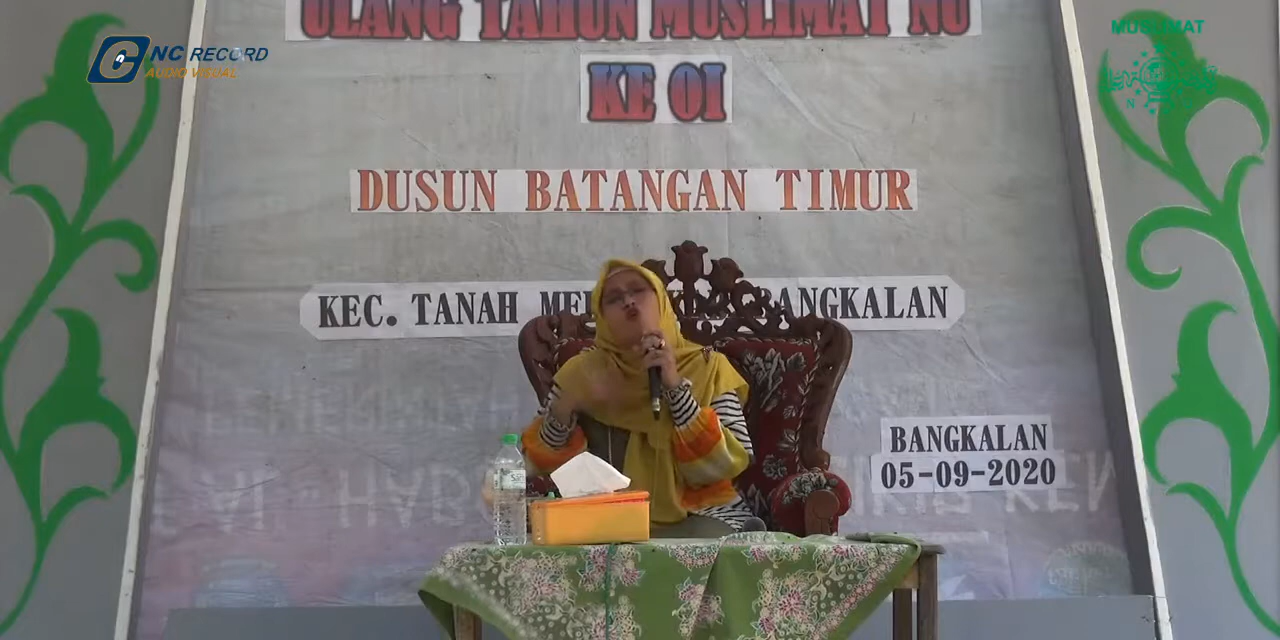 ULANG TAHUN MUSLIMAT NU
KE 01
DUSUN BATANGAN TIMUR
KEC. TANAH BANGKALAN
BANGKALAN
05-09-2020
NC RECORD
AUDIO VISUAL
MUSLIMAT
N